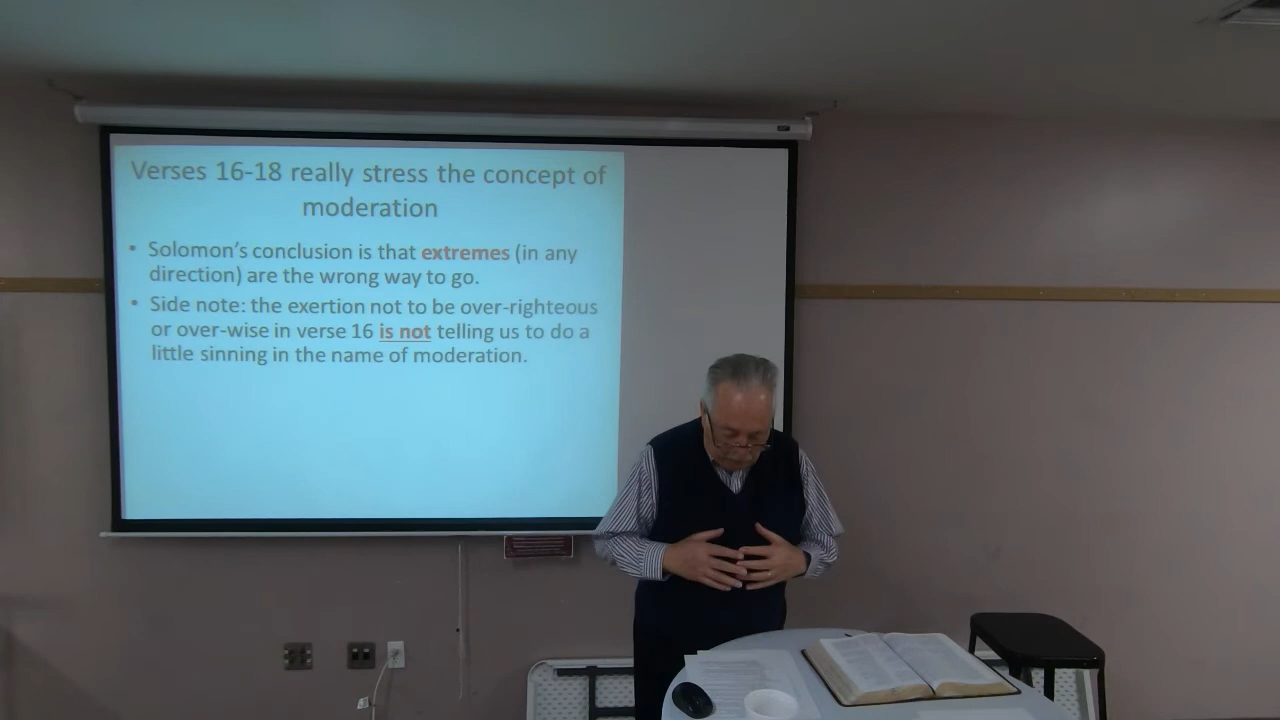 Verses 16-18 really stress the concept of
moderation
• Solomon's conclusion is that extremes (in any
direction) are the wrong way to go.
• Side note: the exertion not to be over-righteous
or over-wise in verse 16 is not telling us to do a
little sinning in the name of moderation.